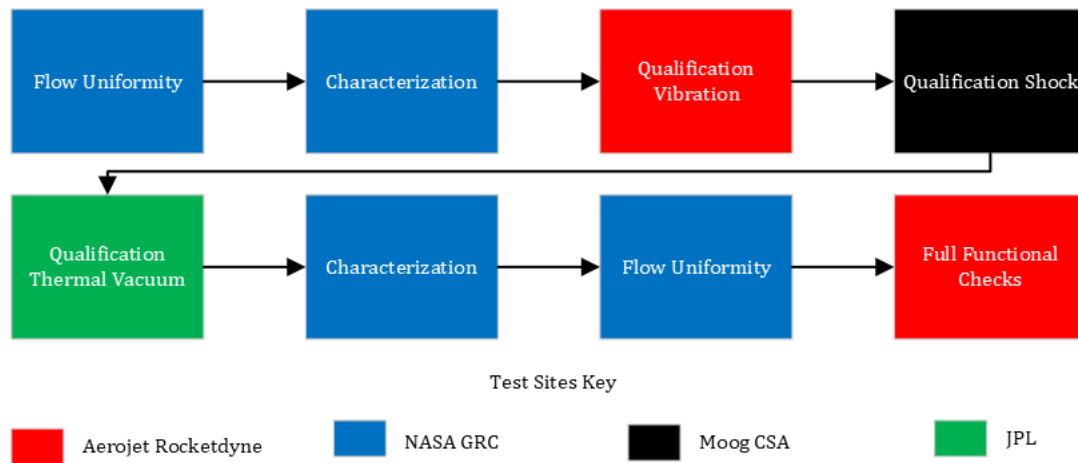 Flow Uniformity
Characterization
Qualification
Vibration
Qualification Shock
Qualification
Thermal Vacuum
Characterization
Flow Uniformity
Full Functional
Checks
Test Sites Key
Aerojet Rocketdyne
NASA GRC
Moog CSA
JPL